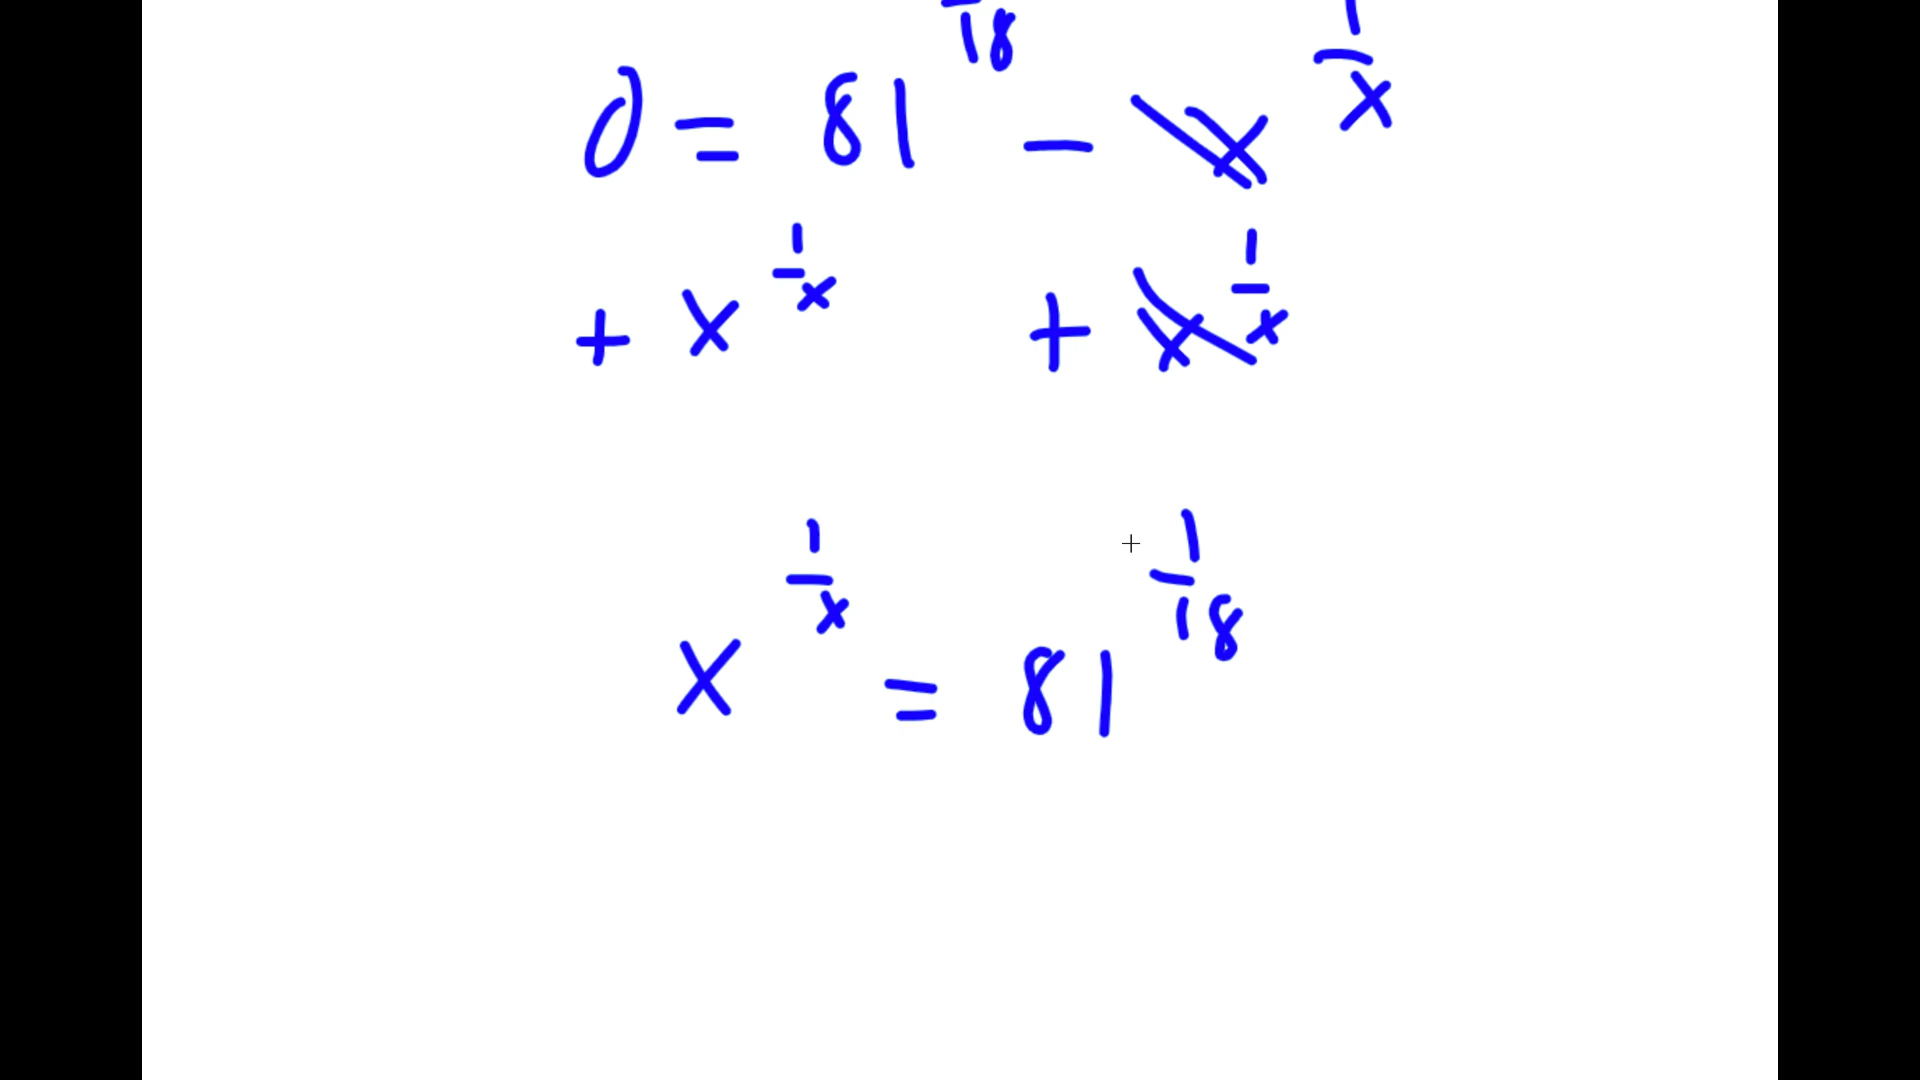 0 = 81^(1/18) - x^(1/x)
+ x^(1/x) + x^(1/x)
x^(1/x) = 81^(1/18)